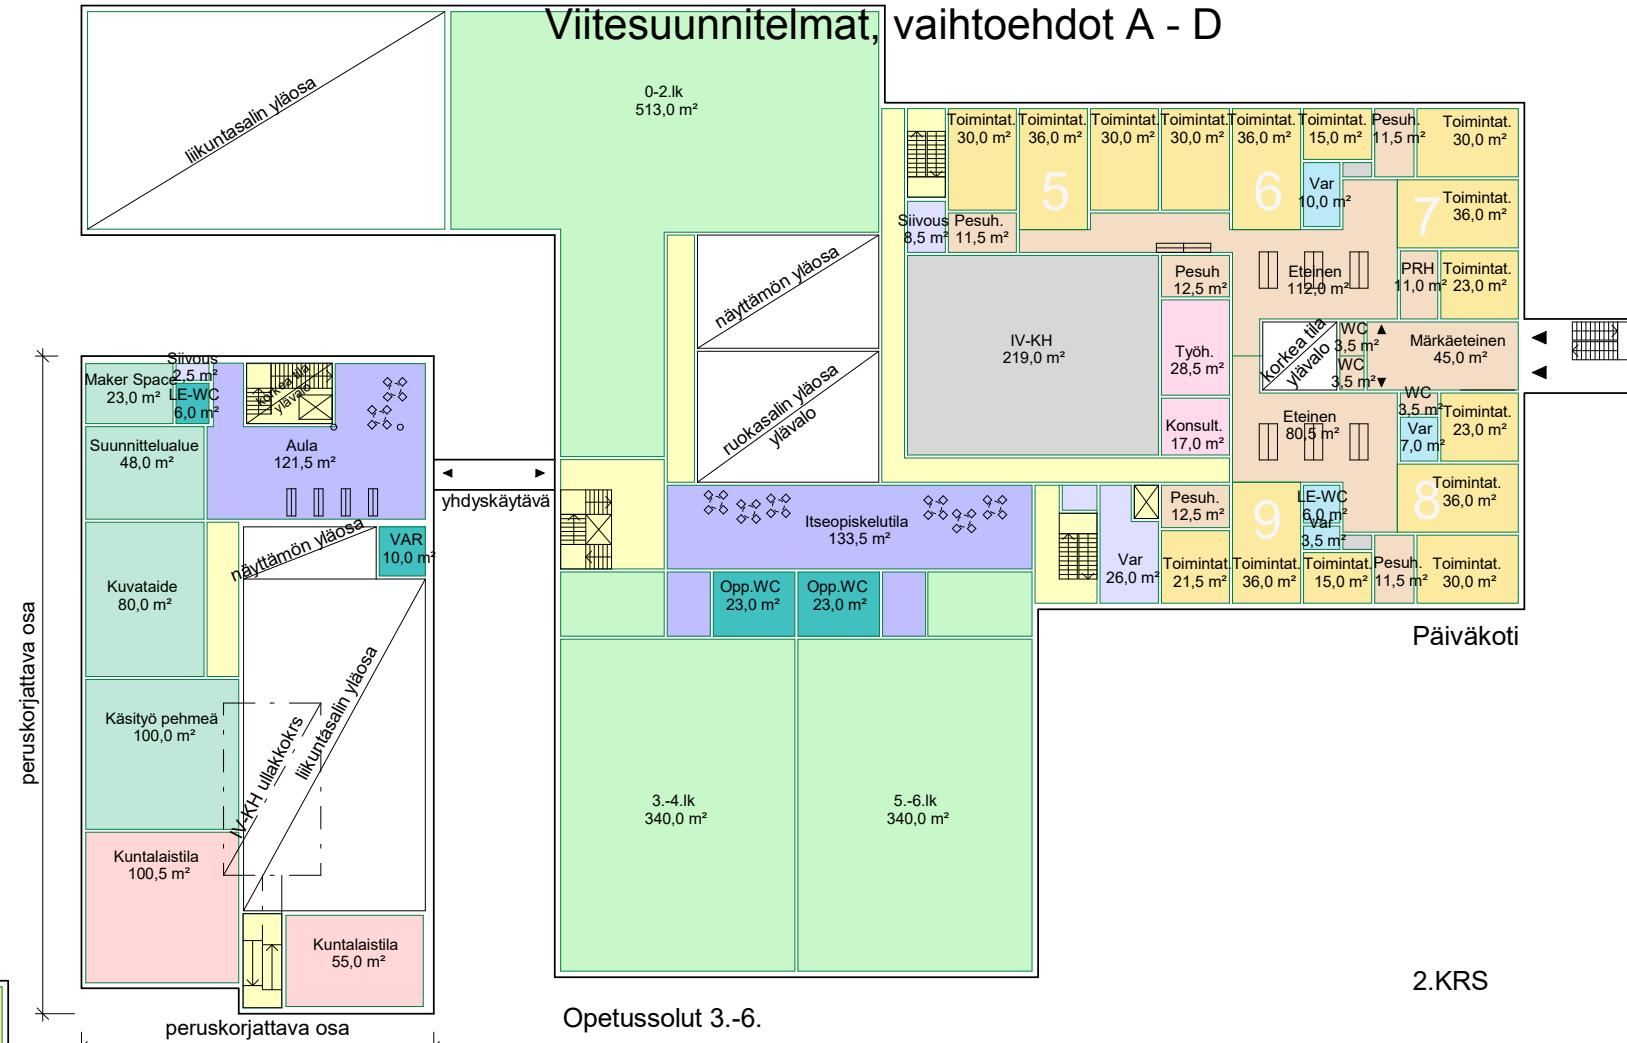 Viitesuunnitelmat, vaihtoehdot A - D
liikuntasalin yläosa
0-2.lk
513,0 m²
Toimintat.
30,0 m²
Toimintat.
36,0 m²
5
Toimintat.
30,0 m²
Toimintat.
30,0 m²
Toimintat.
36,0 m²
6
Toimintat.
15,0 m²
Pesuh.
11,5 m²
Toimintat.
30,0 m²
Var
10,0 m²
7
Toimintat.
36,0 m²
Siivous
8,5 m²
Pesuh.
11,5 m²
näyttämön yläosa
Pesuh
12,5 m²
Eteinen
112,0 m²
PRH
11,0 m²
Toimintat.
23,0 m²
IV-KH
219,0 m²
Työh.
28,5 m²
korkea tila
ylävalo
WC
3,5 m²
WC
3,5 m²
Märkäeteinen
45,0 m²
ruokasalin yläosa
ylävalo
Konsult.
17,0 m²
Eteinen
80,5 m²
WC
3,5 m²
Var
7,0 m²
Toimintat.
23,0 m²
8
Toimintat.
36,0 m²
Maker Space
23,0 m²
Siivous
2,5 m²
LE-WC
6,0 m²
korkea tila
ylävalo
Suunnittelualue
48,0 m²
Aula
121,5 m²
yhdyskäytävä
Itseopiskelutila
133,5 m²
Var
26,0 m²
Pesuh.
12,5 m²
9
LE-WC
6,0 m²
Var
3,5 m²
Toimintat.
21,5 m²
Toimintat.
36,0 m²
Toimintat.
15,0 m²
Pesuh.
11,5 m²
Toimintat.
30,0 m²
näyttämön yläosa
VAR
10,0 m²
Kuvataide
80,0 m²
Opp.WC
23,0 m²
Opp.WC
23,0 m²
Päiväkoti
peruskorjattava osa
Käsityö pehmeä
100,0 m²
IV-KH ullakkokrs
liikuntasalin yläosa
3.-4.lk
340,0 m²
5.-6.lk
340,0 m²
Kuntalaistila
100,5 m²
Kuntalaistila
55,0 m²
2.KRS
peruskorjattava osa
Opetussolut 3.-6.